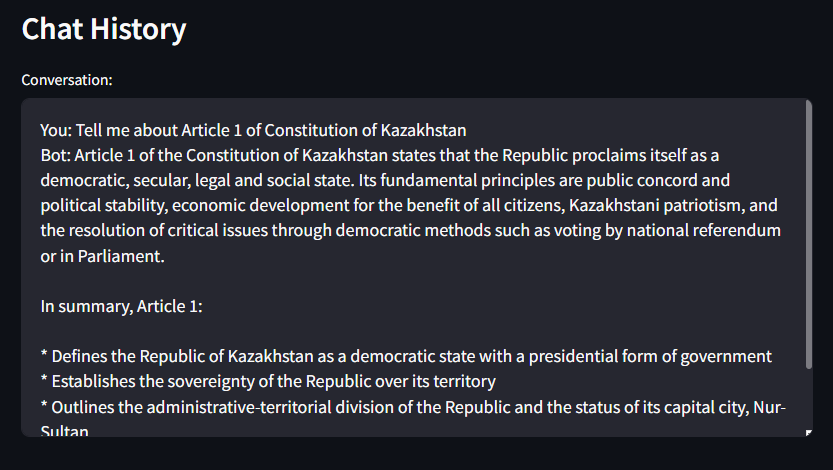 Chat History
Conversation:
You: Tell me about Article 1 of Constitution of Kazakhstan
Bot: Article 1 of the Constitution of Kazakhstan states that the Republic proclaims itself as a
democratic, secular, legal and social state. Its fundamental principles are public concord and
political stability, economic development for the benefit of all citizens, Kazakhstani patriotism, and
the resolution of critical issues through democratic methods such as voting by national referendum
or in Parliament.
In summary, Article 1:
* Defines the Republic of Kazakhstan as a democratic state with a presidential form of government
* Establishes the sovereignty of the Republic over its territory
* Outlines the administrative-territorial division of the Republic and the status of its capital city, Nur-
Sultan